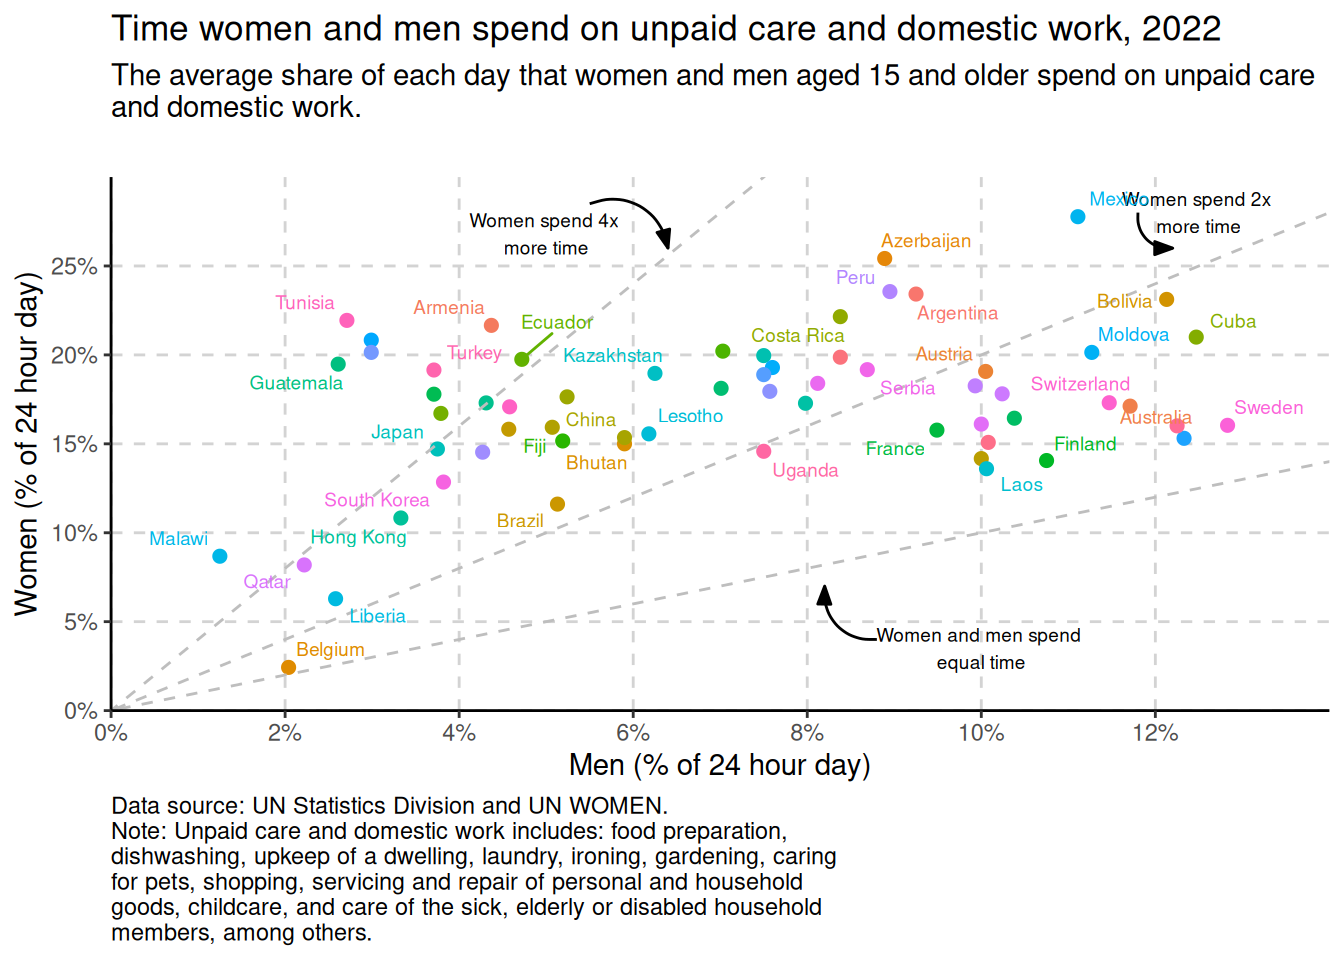 Time women and men spend on unpaid care and domestic work, 2022
The average share of each day that women and men aged 15 and older spend on unpaid care
and domestic work.
Mexico
Women spend 2x
more time
Women spend 4x
more time
Azerbaijan
25%
Peru
Tunisia
Armenia
Bolivia
Argentina
Ecuador
Cuba
Costa Rica
Moldova
20%
Turkey
Kazakhstan
Austria
Guatemala
Serbia
Switzerland
Sweden
Lesotho
China
Australia
Japan
15%
Fiji
France
Finland
Bhutan
Uganda
Laos
South Korea
Brazil
10%
Malawi
Hong Kong
Qatar
Liberia
5%
Women and men spend
equal time
Belgium
0%
0%
2%
4%
6%
8%
10%
12%
Women (% of 24 hour day)
Men (% of 24 hour day)
Data source: UN Statistics Division and UN WOMEN.
Note: Unpaid care and domestic work includes: food preparation,
dishwashing, upkeep of a dwelling, laundry, ironing, gardening, caring
for pets, shopping, servicing and repair of personal and household
goods, childcare, and care of the sick, elderly or disabled household
members, among others.